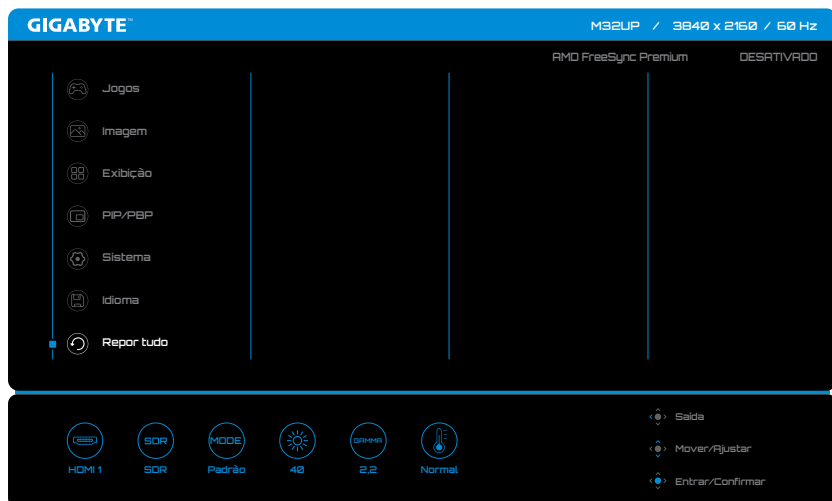 GIGABYTE™
M32UP / 3840 x 2160 / 60 Hz
AMD FreeSync Premium DESATIVADO
Jogos
Imagem
Exibição
PIP/PBP
Sistema
Idioma
Repor tudo
SDR
MODE
GAMMA
HDMI 1
SDR
Padrão
40
2,2
Normal
Saída
Mover/Ajustar
Entrar/Confirmar